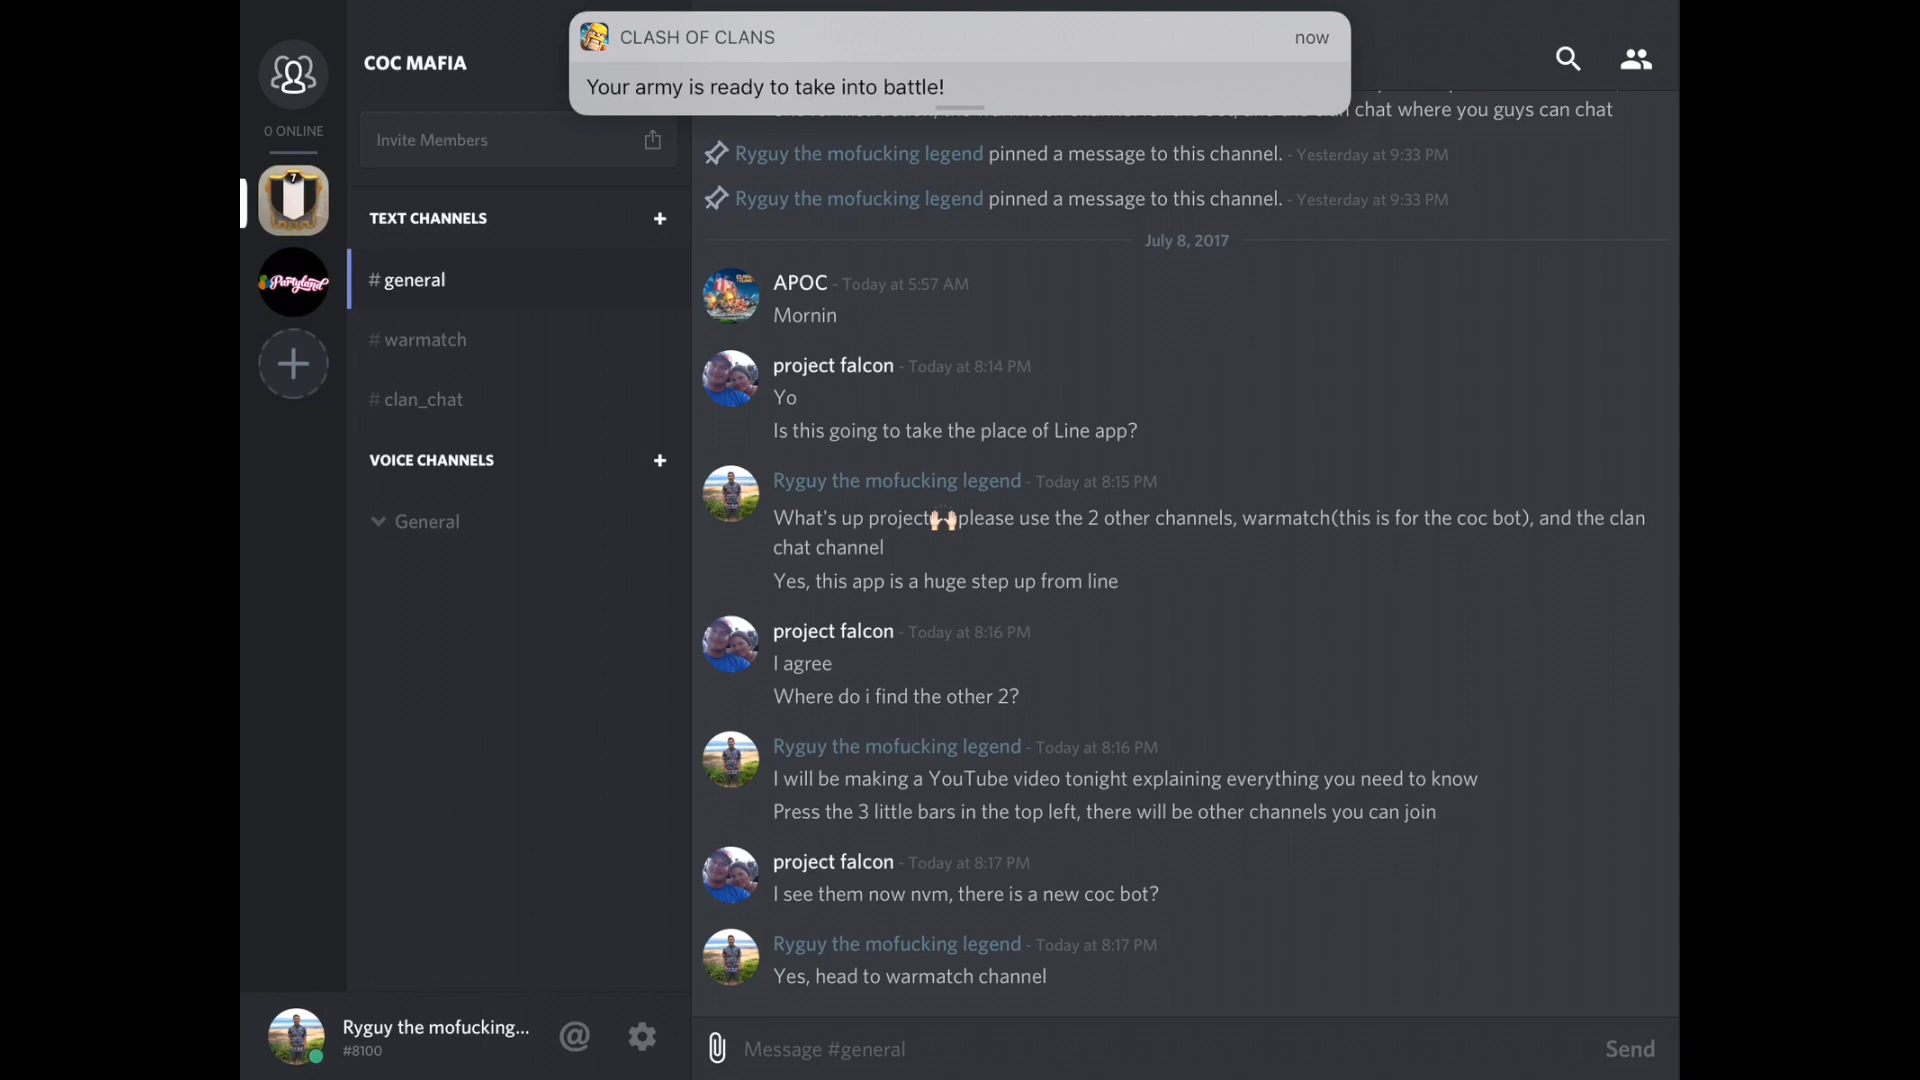 CLASH OF CLANS
now
Your army is ready to take into battle!
0 ONLINE
7
Partyland
COC MAFIA
Invite Members
TEXT CHANNELS
+
# general
# warmatch
# clan_chat
VOICE CHANNELS
+
General
Ryguy the mofucking...
#8100
@
chat where you guys can chat
Ryguy the mofucking legend pinned a message to this channel. - Yesterday at 9:33 PM
Ryguy the mofucking legend pinned a message to this channel. - Yesterday at 9:33 PM
July 8, 2017
APOC - Today at 5:57 AM
Mornin
project falcon - Today at 8:14 PM
Yo
Is this going to take the place of Line app?
Ryguy the mofucking legend - Today at 8:15 PM
What's up project🙌🏻please use the 2 other channels, warmatch(this is for the coc bot), and the clan
chat channel
Yes, this app is a huge step up from line
project falcon - Today at 8:16 PM
I agree
Where do i find the other 2?
Ryguy the mofucking legend - Today at 8:16 PM
I will be making a YouTube video tonight explaining everything you need to know
Press the 3 little bars in the top left, there will be other channels you can join
project falcon - Today at 8:17 PM
I see them now nvm, there is a new coc bot?
Ryguy the mofucking legend - Today at 8:17 PM
Yes, head to warmatch channel
Message #general
Send